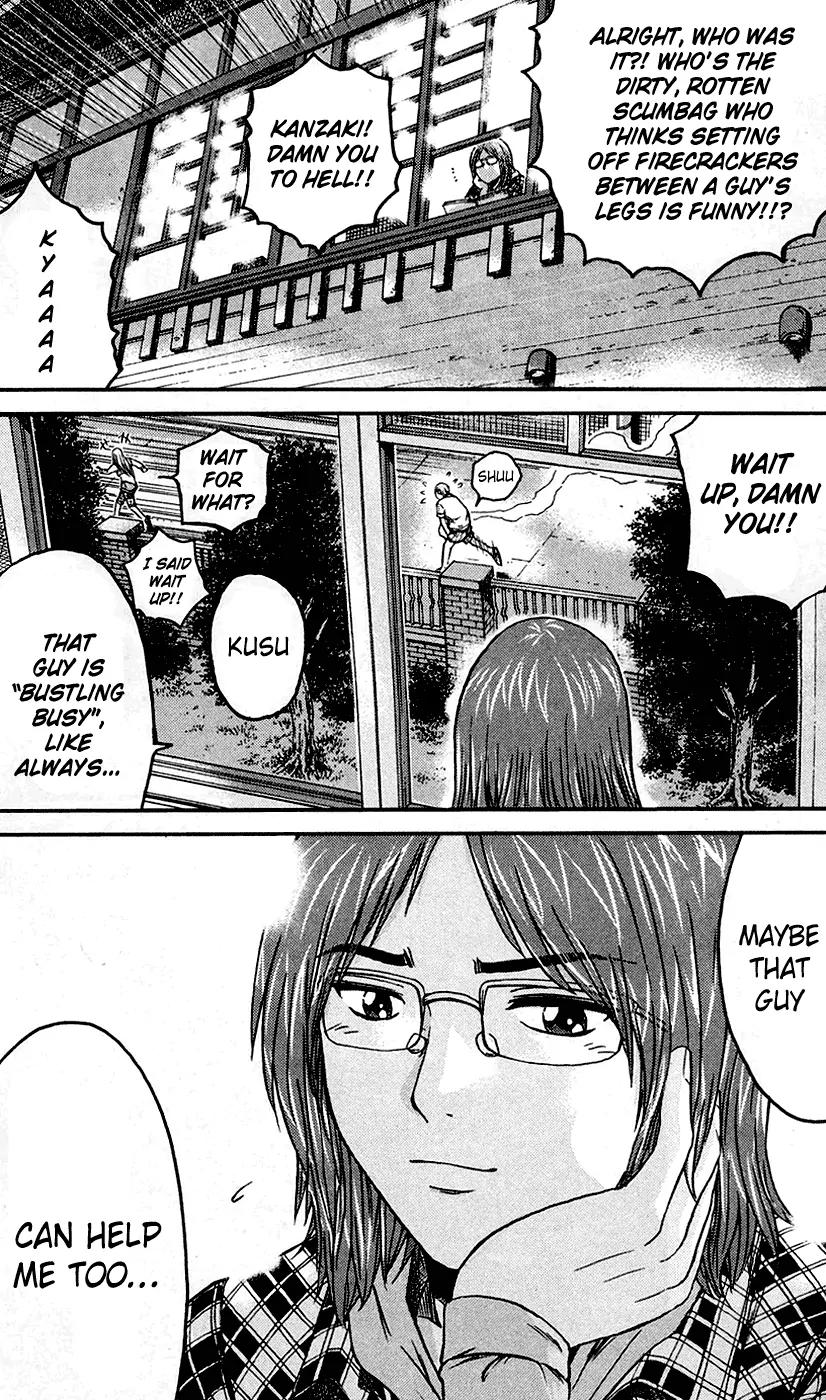 ALRIGHT, WHO WAS
IT?! WHO'S THE
DIRTY, ROTTEN
SCUMBAG WHO
THINKS SETTING
OFF FIRECRACKERS
BETWEEN A GUY'S
LEGS IS FUNNY!!?
KANZAKI!
DAMN YOU
TO HELL!!
...
KYAAAA
WAIT
UP, DAMN
YOU!!
SHUU
WAIT
FOR
WHAT?
I SAID
WAIT
UP!!
KUSU
THAT
GUY IS
"BUSTLING
BUSY",
LIKE
ALWAYS...
MAYBE
THAT
GUY
CAN HELP
ME TOO...